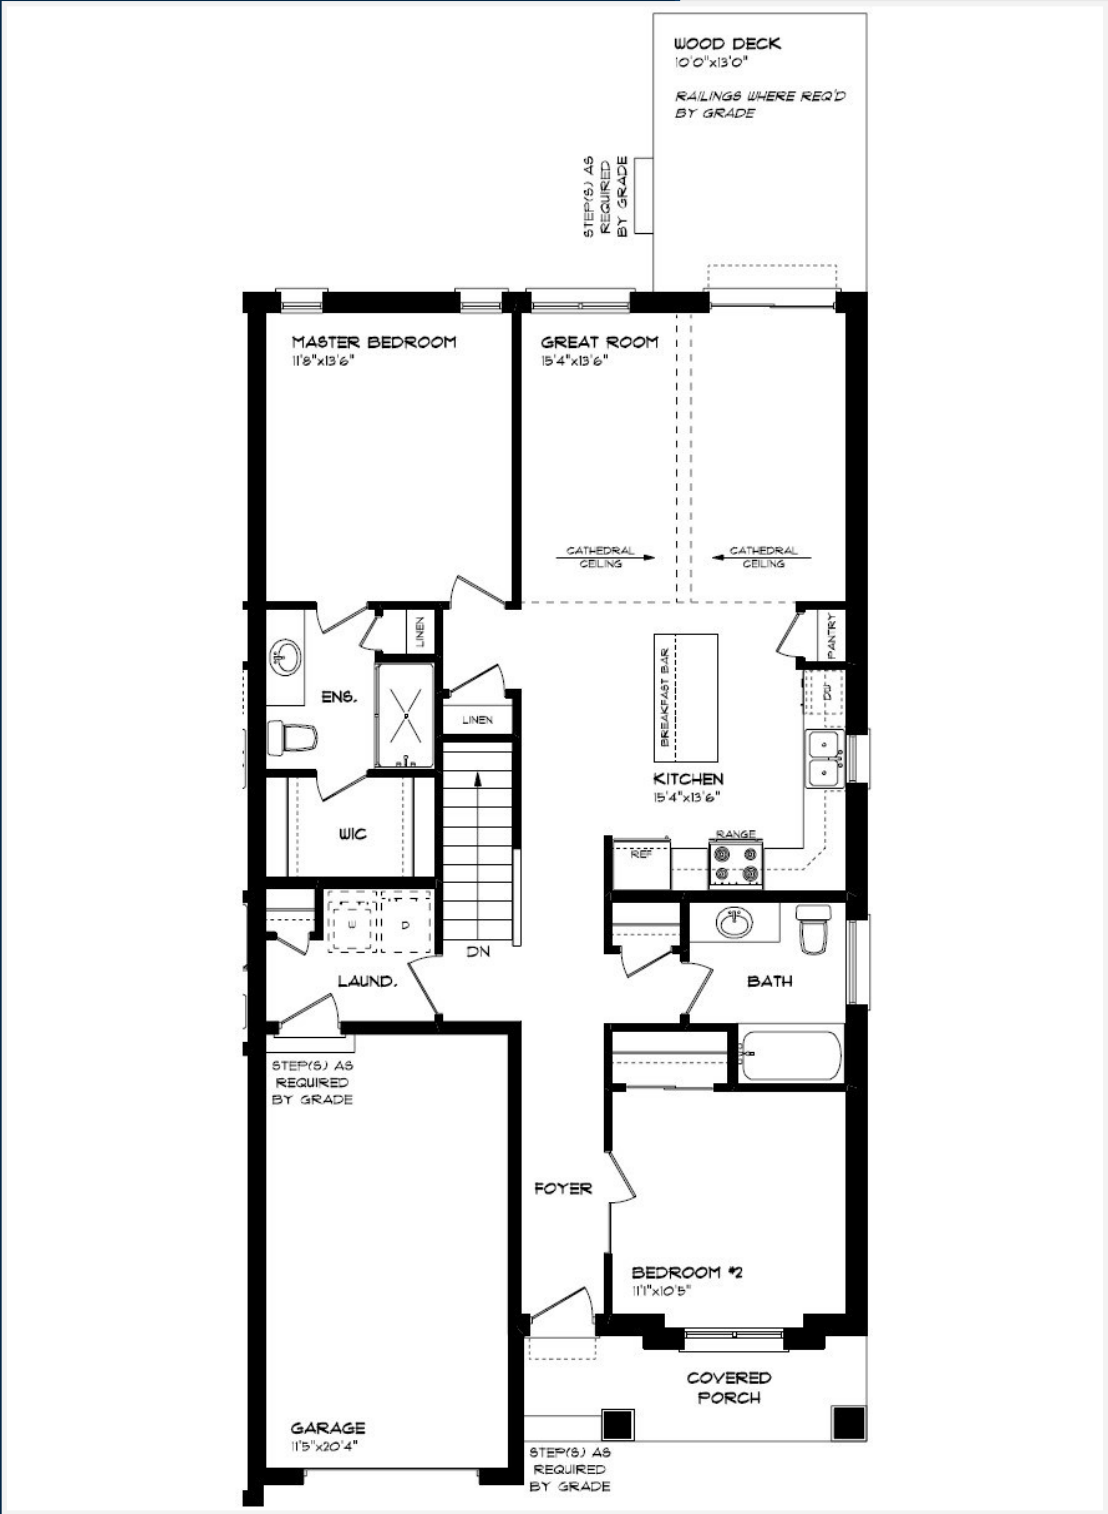 WOOD DECK
10'0"x13'0"
RAILINGS WHERE REQ'D
BY GRADE
STEP(S) AS
REQUIRED
BY GRADE
MASTER BEDROOM
11'8"x13'6"
GREAT ROOM
15'4"x13'6"
CATHEDRAL
CEILING
CATHEDRAL
CEILING
LINEN
PANTRY
BREAKFAST BAR
ENS.
DW
LINEN
KITCHEN
15'4"x13'6"
WIC
RANGE
REF
W
D
DN
LAUND.
BATH
STEP(S) AS
REQUIRED
BY GRADE
FOYER
BEDROOM #2
11'1"x10'5"
COVERED
PORCH
GARAGE
11'5"x20'4"
STEP(S) AS
REQUIRED
BY GRADE